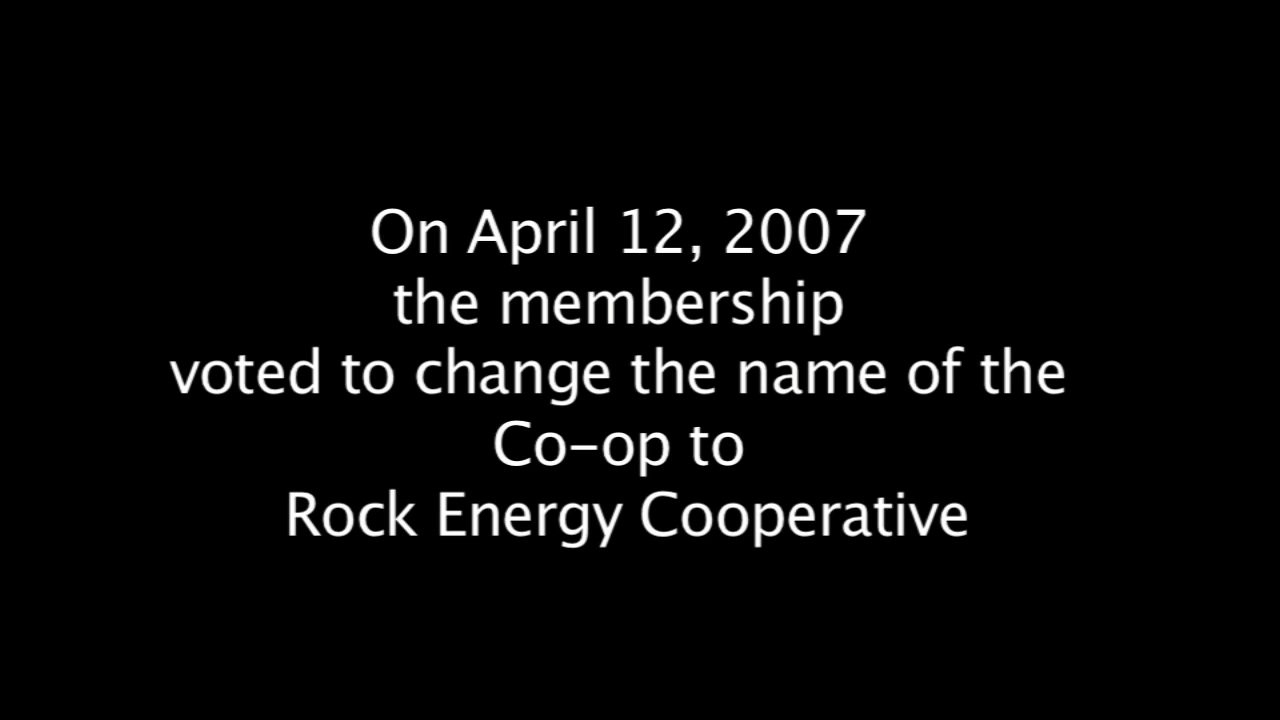 On April 12, 2007
the membership
voted to change the name of the
Co-op to
Rock Energy Cooperative